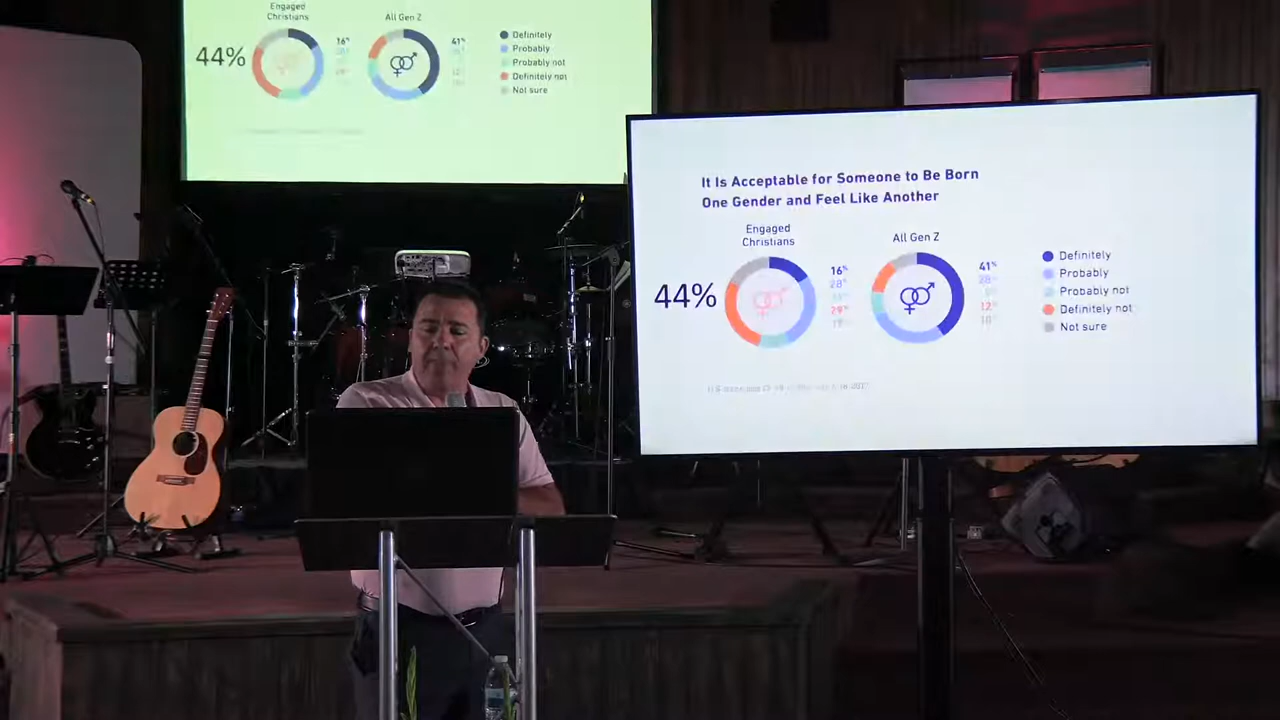 Engaged
Christians
All Gen Z
44%
16%
41%
12%
Definitely
Probably
Probably not
Definitely not
Not sure
It Is Acceptable for Someone to Be Born
One Gender and Feel Like Another
Engaged
Christians
All Gen Z
44%
16%
28%
29%
41%
28%
12%
10%
Definitely
Probably
Probably not
Definitely not
Not sure